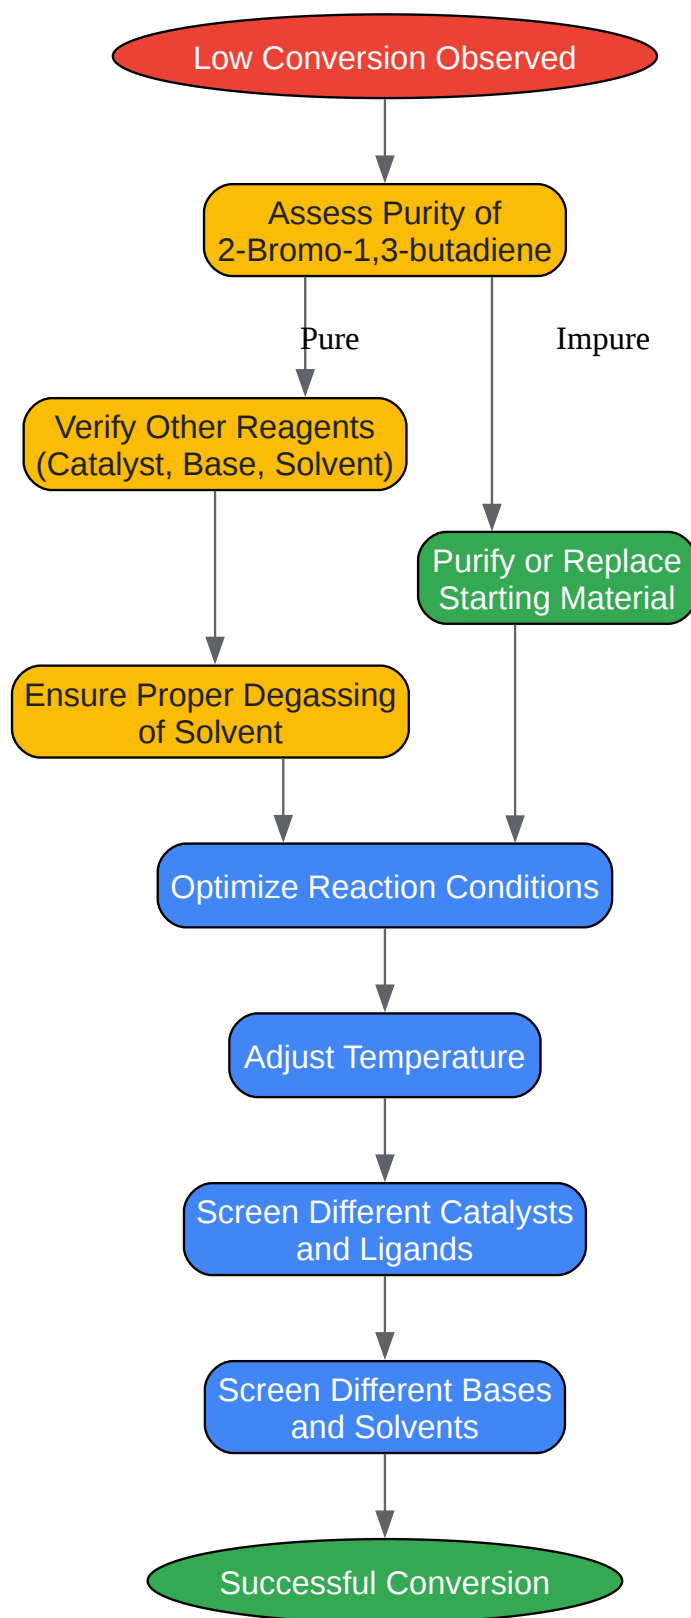 Low Conversion Observed
Assess Purity of
2-Bromo-1,3-butadiene
Pure
Impure
Verify Other Reagents
(Catalyst, Base, Solvent)
Purify or Replace
Starting Material
Ensure Proper Degassing
of Solvent
Optimize Reaction Conditions
Adjust Temperature
Screen Different Catalysts
and Ligands
Screen Different Bases
and Solvents
Successful Conversion